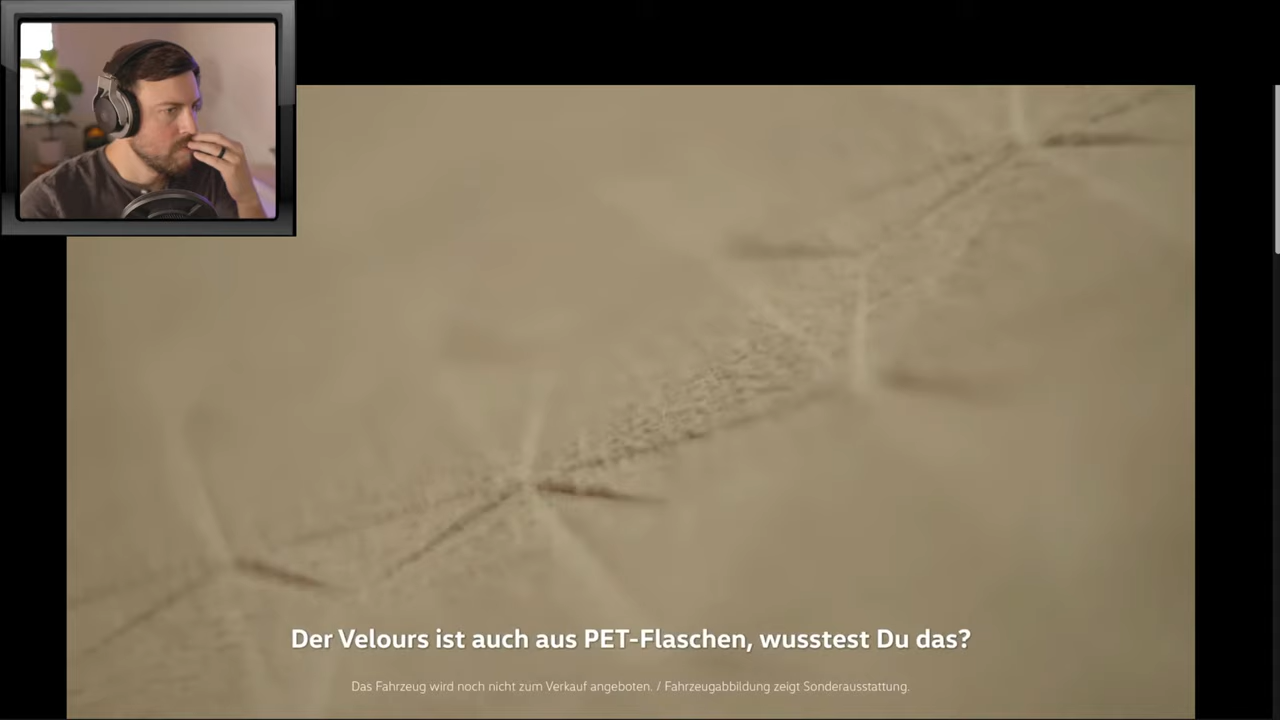 Der Velours ist auch aus PET-Flaschen, wusstest Du das?
Das Fahrzeug wird noch nicht zum Verkauf angeboten. / Fahrzeugabbildung zeigt Sonderausstattung.